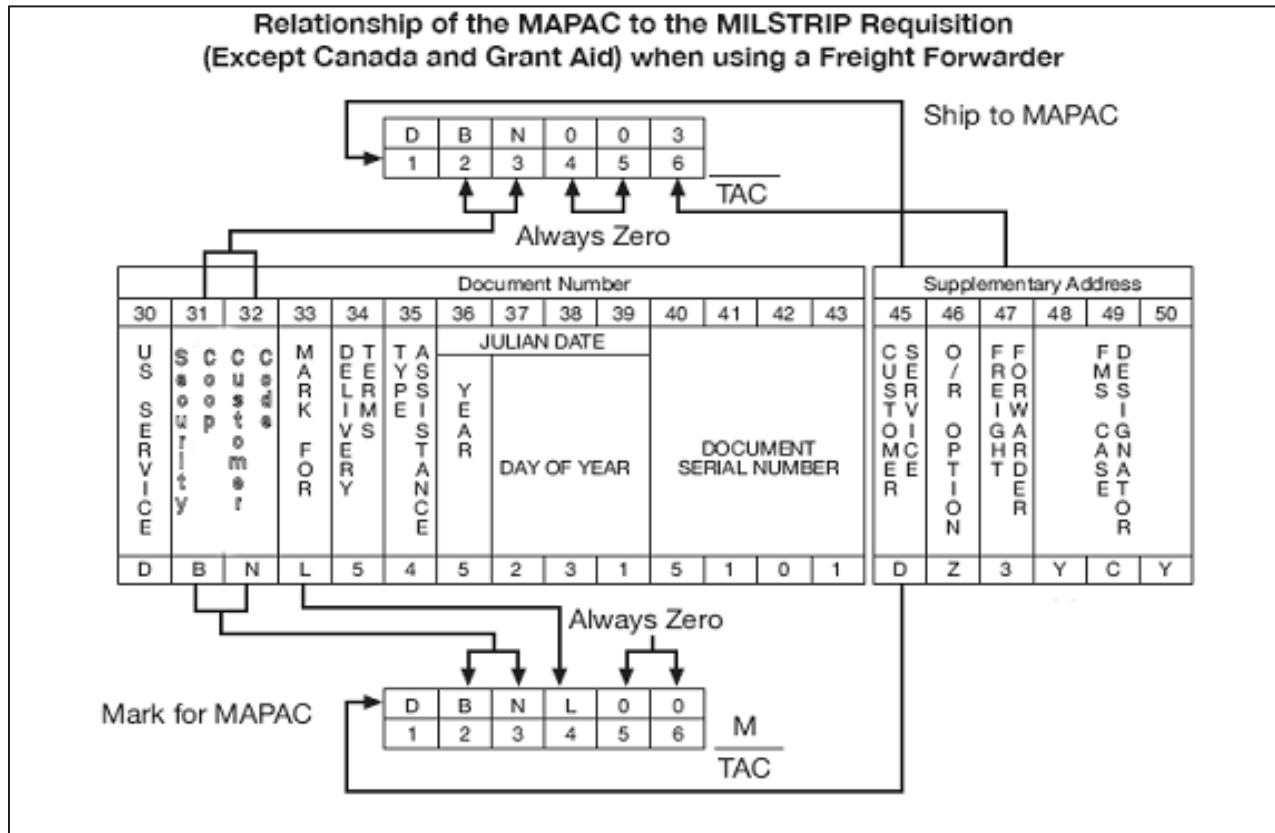 Relationship of the MAPAC to the MILSTRIP Requisition
(Except Canada and Grant Aid) when using a Freight Forwarder
Ship to MAPAC
D B N 0 0 3
1 2 3 4 5 6
TAC
Always Zero
Document Number
Supplementary Address
30 31 32 33 34 35 36 37 38 39 40 41 42 43 45 46 47 48 49 50
US SERVICE
Security
Coop
Customer
Code
MARK FOR
DELIVERY
TERMS
TYPE
ASSISTANCE
JULIAN DATE
YEAR
DAY OF YEAR
DOCUMENT
SERIAL NUMBER
CUSTOMER
SERVICE
O/R OPTION
FREIGHT
FORWARDER
FMS CASE
DESIGNATOR
D B N L 5 4 5 2 3 1 5 1 0 1 D Z 3 Y C Y
Always Zero
Mark for MAPAC
D B N L 0 0
1 2 3 4 5 6
M
TAC